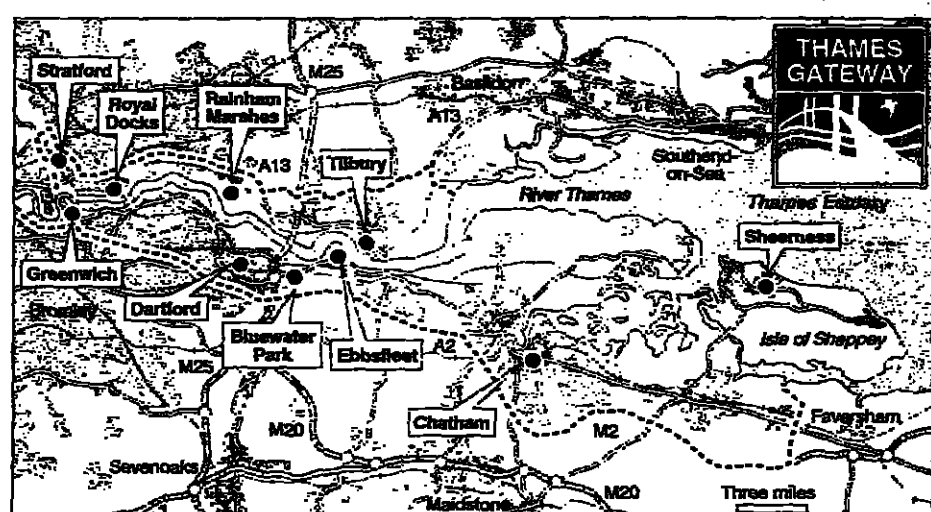 THAMES
GATEWAY
Stratford
Royal
Docks
Rainham
Marshes
M25
Basildon
A13
A13
Tilbury
Southend-
on-Sea
River Thames
Thames Estuary
Sheerness
Greenwich
Dartford
Bromley
Bluewater
Park
Ebbsfleet
A2
Isle of Sheppey
M25
Chatham
Faversham
M20
M2
Sevenoaks
Maidstone
M20
Three miles